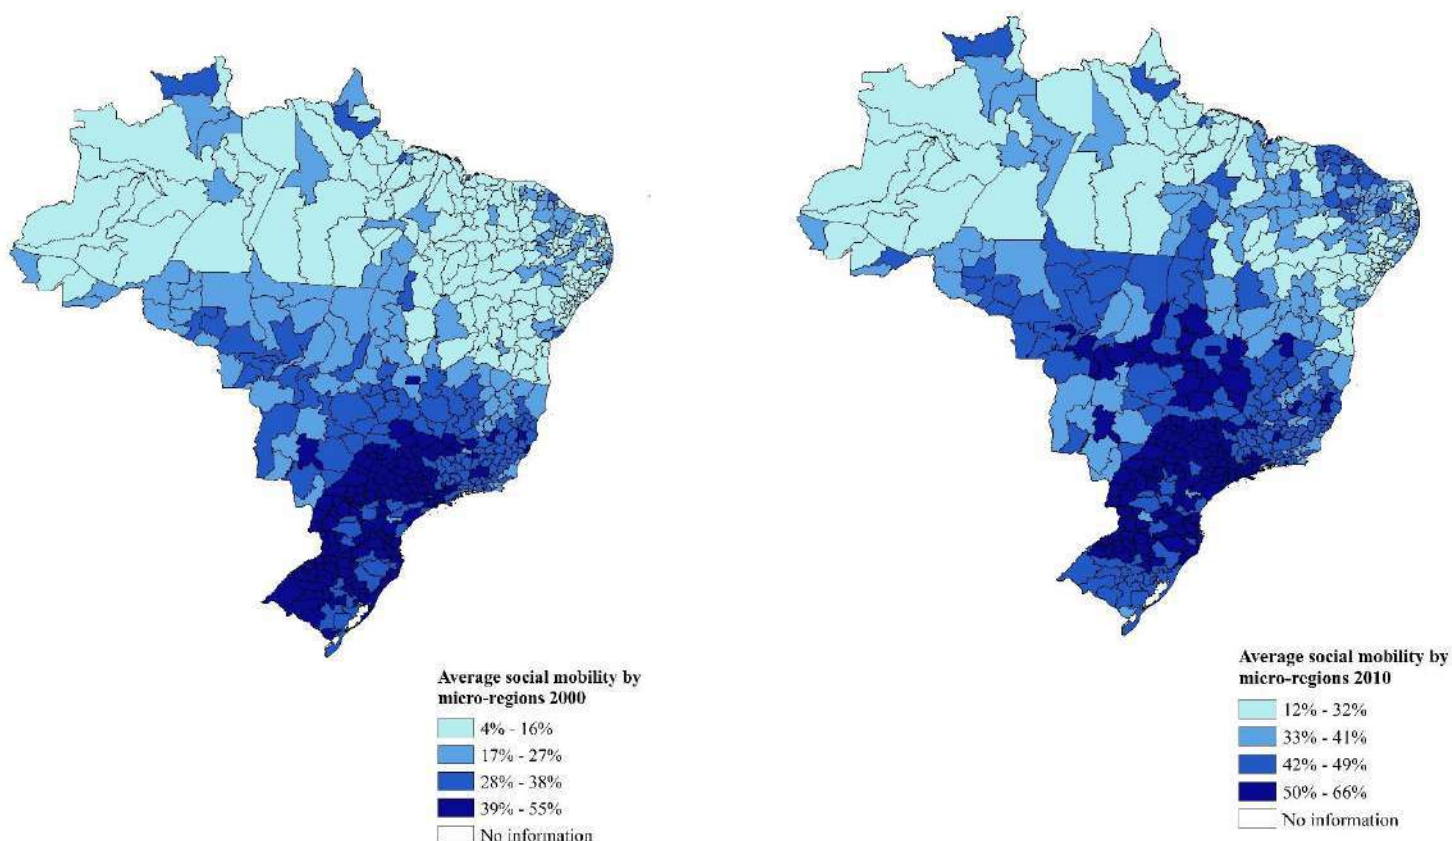 Average social mobility by
micro-regions 2000
4% - 16%
17% - 27%
28% - 38%
39% - 55%
No information
Average social mobility by
micro-regions 2010
12% - 32%
33% - 41%
42% - 49%
50% - 66%
No information